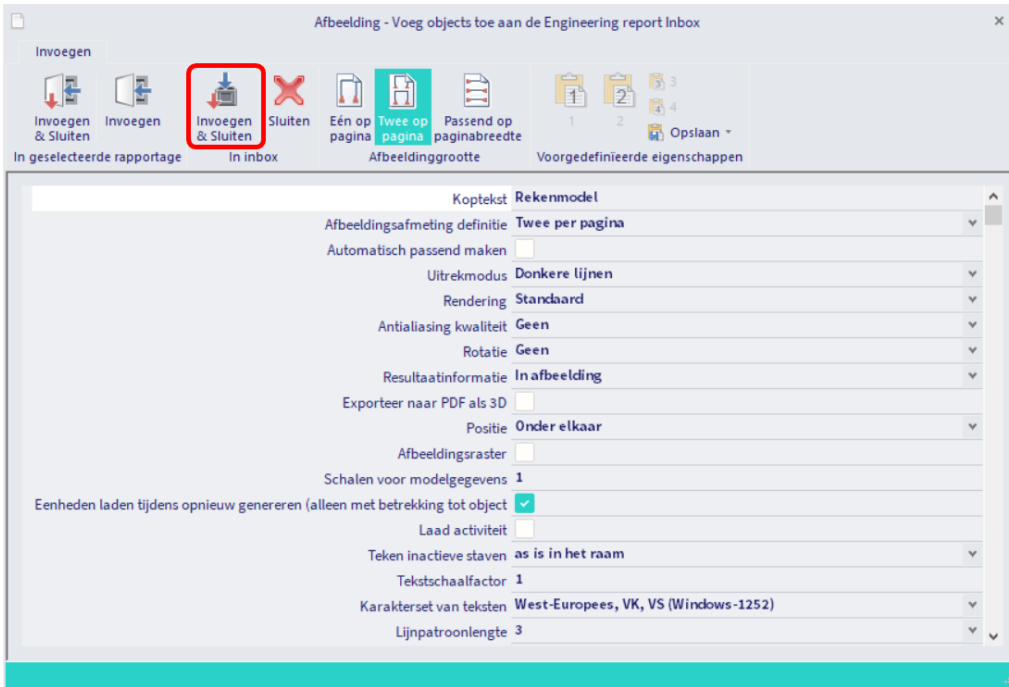 Afbeelding - Voeg objects toe aan de Engineering report Inbox
Invoegen
Invoegen & Sluiten
Invoegen
Invoegen & Sluiten
Sluiten
Eén op pagina
Twee op pagina
Passend op paginabreedte
1
1
2
2
3
3
4
4
Opslaan
In geselecteerde rapportage
In inbox
Afbeeldinggrootte
Voorgedefinïeerde eigenschappen
Koptekst Rekenmodel
Afbeeldingsafmeting definitie Twee per pagina
Automatisch passend maken
Uitrekmodus Donkere lijnen
Rendering Standaard
Antialiasing kwaliteit Geen
Rotatie Geen
Resultaatinformatie In afbeelding
Exporteer naar PDF als 3D
Positie Onder elkaar
Afbeeldingsraster
Schalen voor modelgegevens 1
Eenheden laden tijdens opnieuw genereren (alleen met betrekking tot object
Laad activiteit
Teken inactieve staven as is in het raam
Tekstschaalfactor 1
Karakterset van teksten West-Europees, VK, VS (Windows-1252)
Lijnpatroonlengte 3